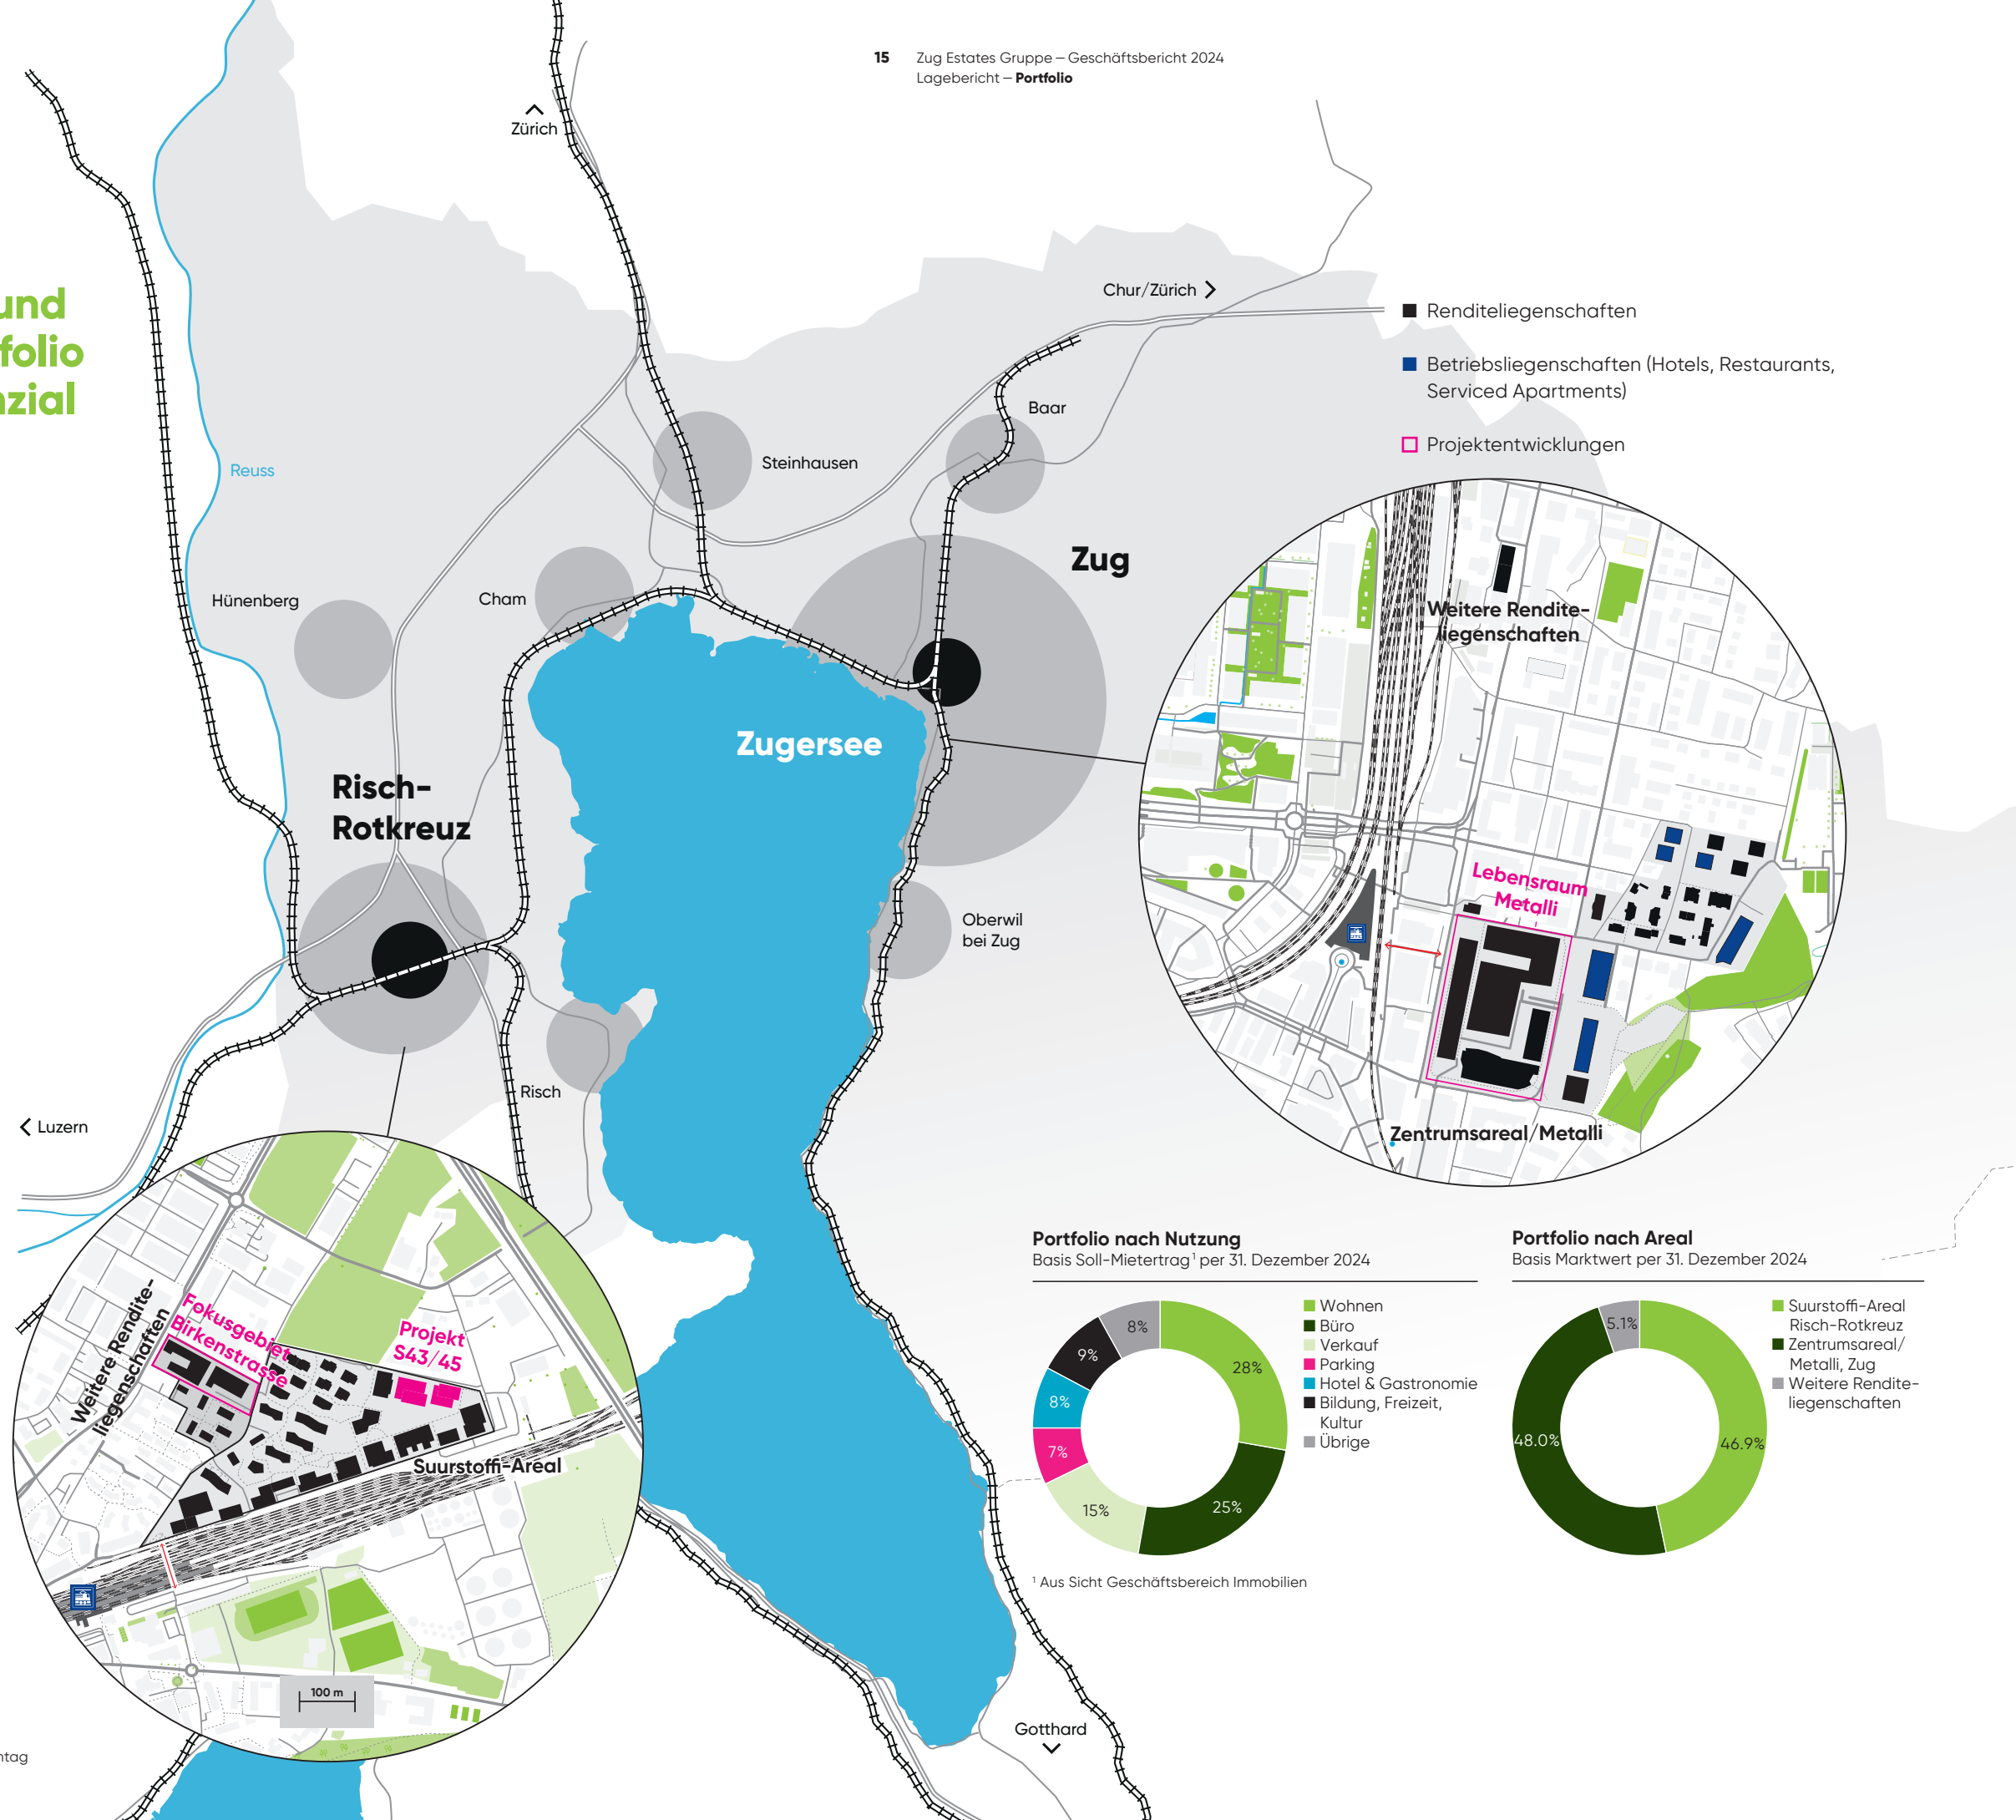 15 Zug Estates Gruppe – Geschäftsbericht 2024
Lagebericht – Portfolio
Zürich
und
folio
nzial
Chur/Zürich
Renditeliegenschaften
Betriebsliegenschaften (Hotels, Restaurants,
Serviced Apartments)
Projektentwicklungen
Baar
Steinhausen
Reuss
Zug
Hünenberg
Cham
Weitere Rendite-
liegenschaften
Zugersee
Risch-
Rotkreuz
Lebensraum
Metalli
Oberwil
bei Zug
Risch
Luzern
Zentrumsareal/Metalli
Weitere Rendite-
liegenschaften
Fokusgebiet
Birkenstrasse
Projekt
S43/45
Suurstoffi-Areal
100 m
Portfolio nach Nutzung
Basis Soll-Mietertrag¹ per 31. Dezember 2024
8%
9%
28%
8%
7%
15%
25%
Wohnen
Büro
Verkauf
Parking
Hotel & Gastronomie
Bildung, Freizeit,
Kultur
Übrige
¹ Aus Sicht Geschäftsbereich Immobilien
Portfolio nach Areal
Basis Marktwert per 31. Dezember 2024
5.1%
48.0%
46.9%
Suurstoffi-Areal
Risch-Rotkreuz
Zentrumsareal/
Metalli, Zug
Weitere Rendite-
liegenschaften
Gotthard
ntag